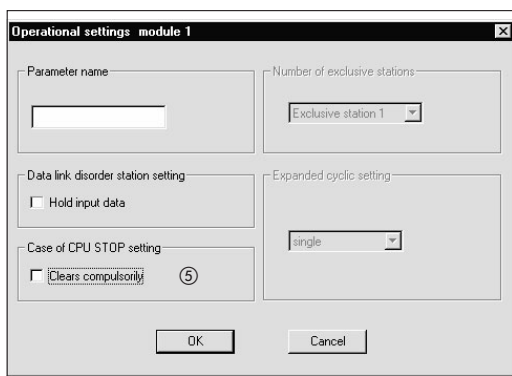 Operational settings module 1
Parameter name
Number of exclusive stations
Exclusive station 1
Data link disorder station setting
Hold input data
Expanded cyclic setting
single
Case of CPU STOP setting
Clears compulsorily ⑤
OK Cancel